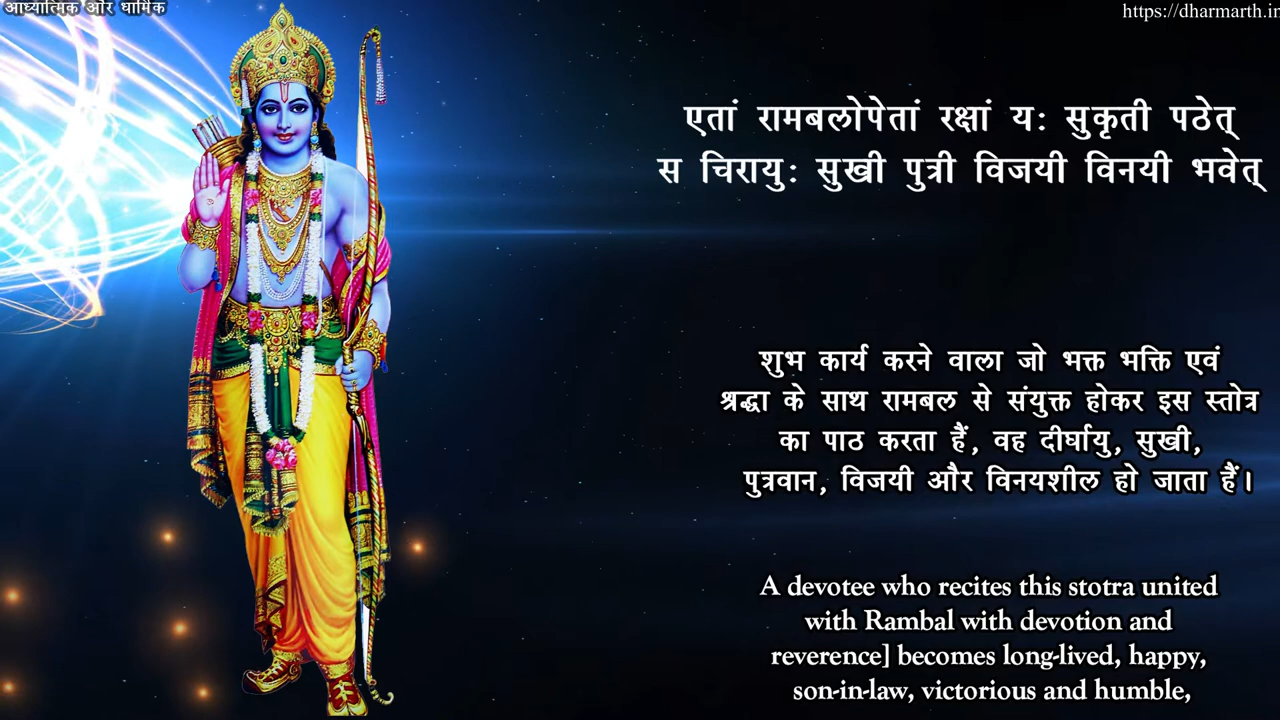 आध्यात्मिक और धार्मिक
https://dharmarth.in
एतां रामबलोपेतां रक्षां यः सुकृती पठेत्
स चिरायुः सुखी पुत्री विजयी विनयी भवेत्
शुभ कार्य करने वाला जो भक्त भक्ति एवं
श्रद्धा के साथ रामबल से संयुक्त होकर इस स्तोत्र
का पाठ करता हैं, वह दीर्घायु, सुखी,
पुत्रवान, विजयी और विनयशील हो जाता हैं।
A devotee who recites this stotra united
with Rambal with devotion and
reverence] becomes long-lived, happy,
son-in-law, victorious and humble,